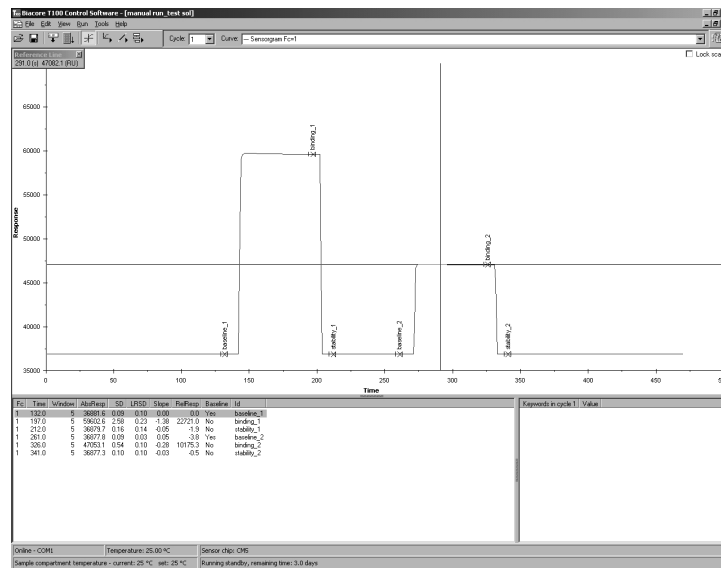 Biacore T100 Control Software - [manual run_test sol]
File Edit View Run Tools Help
Cycle: 1 Curve: — Sensorgram Fc=1
Reference Line
291.0 (s) 47082.1 (RU)
Lock sca
65000
60000
55000
50000
45000
40000
35000
Response
baseline_1
binding_1
stability_1
baseline_2
binding_2
stability_2
0 50 100 150 200 250 300 350 400 450
Time
Fc Time Window AbsResp SD LRSD Slope RelResp Baseline Id
1 132.0 5 36881.6 0.09 0.10 0.00 0.0 Yes baseline_1
1 197.0 5 59602.6 2.58 0.23 -1.38 22721.0 No binding_1
1 212.0 5 36879.7 0.16 0.14 -0.05 -1.9 No stability_1
1 261.0 5 36877.8 0.09 0.03 0.05 -3.8 Yes baseline_2
1 326.0 5 47053.1 0.54 0.10 -0.28 10175.3 No binding_2
1 341.0 5 36877.3 0.10 0.10 -0.03 -0.5 No stability_2
Keywords in cycle 1 Value
Online - COM1 Temperature: 25.00 °C Sensor chip: CM5
Sample compartment temperature - current: 25 °C set: 25 °C Running standby, remaining time: 3.0 days